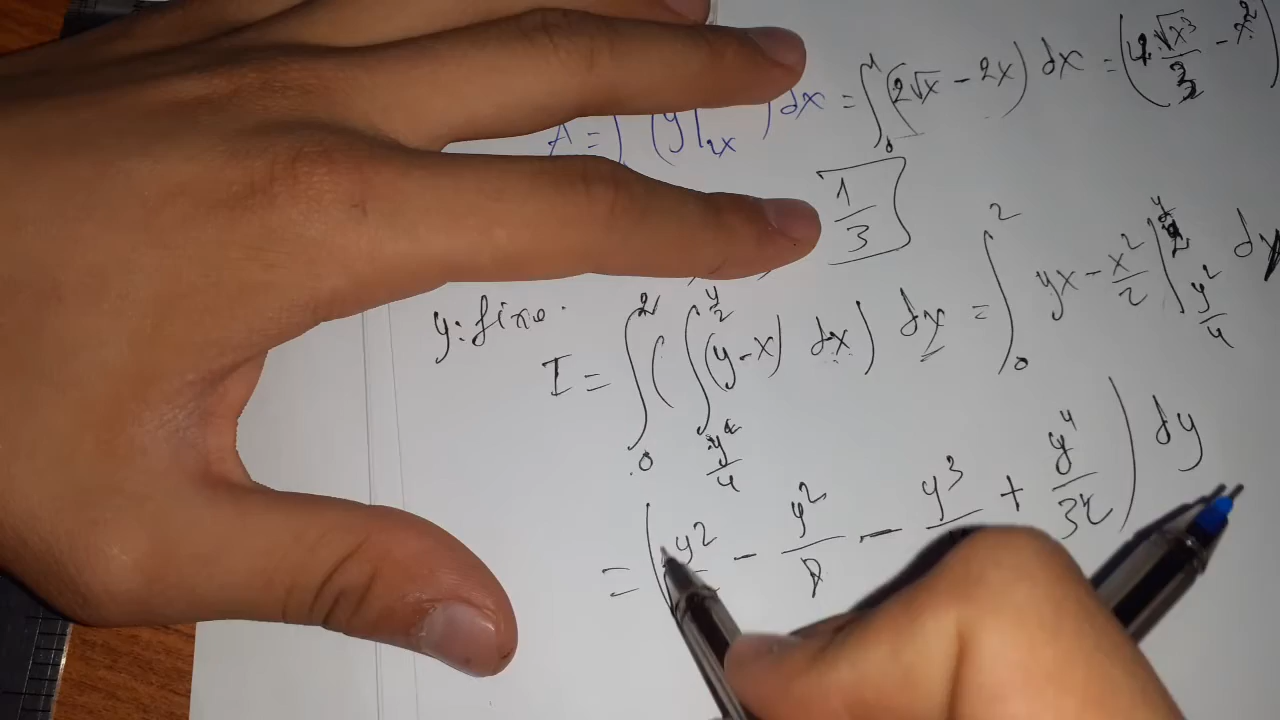 A = ∫ (y|_{2x}) dx = ∫_0^1 (2√x − 2x) dx = (4√x³/3 − x²)
1/3
y: fixo.
I = ∫_0^2 ( ∫_{y²/4}^{y/2} (y−x) dx ) dy = ∫_0^2 yx − x²/2 |_{y²/4}^{y/2} dy
= ( y² − y²/8 − y³ + y⁴/32 ) dy